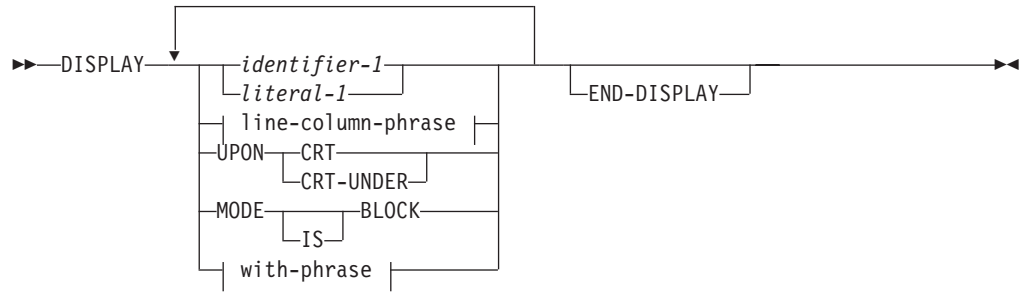 DISPLAY identifier-1
literal-1 END-DISPLAY
line-column-phrase
UPON CRT
CRT-UNDER
MODE BLOCK
IS
with-phrase